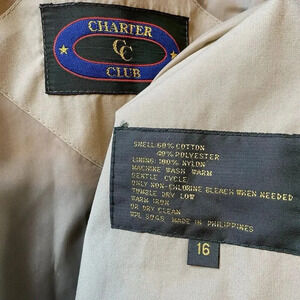 CHARTER
CC
CLUB
SHELL: 60% COTTON
40% POLYESTER
LINING: 100% NYLON
MACHINE WASH WARM
GENTLE CYCLE
ONLY NON-CHLORINE BLEACH WHEN NEEDED
TUMBLE DRY LOW
WARM IRON
OR DRY CLEAN
MADE IN PHILIPPINES
16